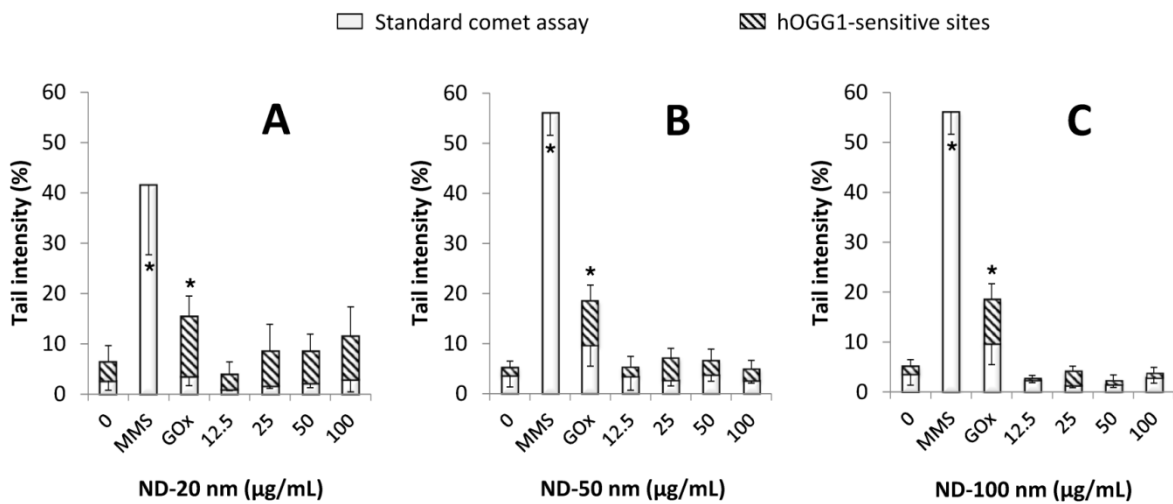 Standard comet assay
hOGG1-sensitive sites
A
Tail intensity (%)
60
50
40
30
20
10
0
*
*
0
MMS
GOx
12.5
25
50
100
ND-20 nm (µg/mL)
B
Tail intensity (%)
60
50
40
30
20
10
0
*
*
0
MMS
GOx
12.5
25
50
100
ND-50 nm (µg/mL)
C
Tail intensity (%)
60
50
40
30
20
10
0
*
*
0
MMS
GOx
12.5
25
50
100
ND-100 nm (µg/mL)